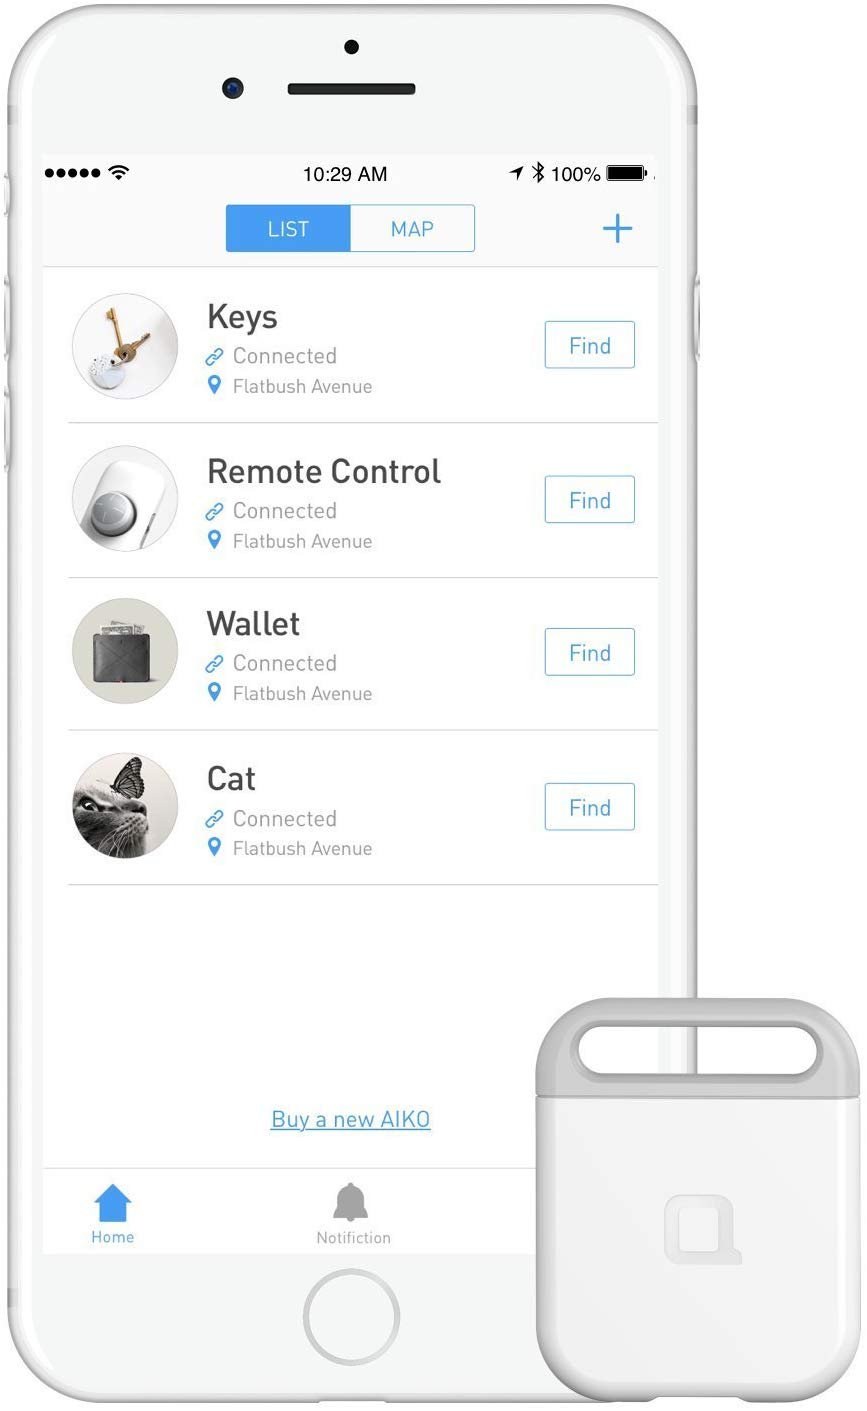 10:29 AM
100%
LIST
MAP
Keys
Connected
Flatbush Avenue
Find
Remote Control
Connected
Flatbush Avenue
Find
Wallet
Connected
Flatbush Avenue
Find
Cat
Connected
Flatbush Avenue
Find
Buy a new AIKO
Home
Notifiction